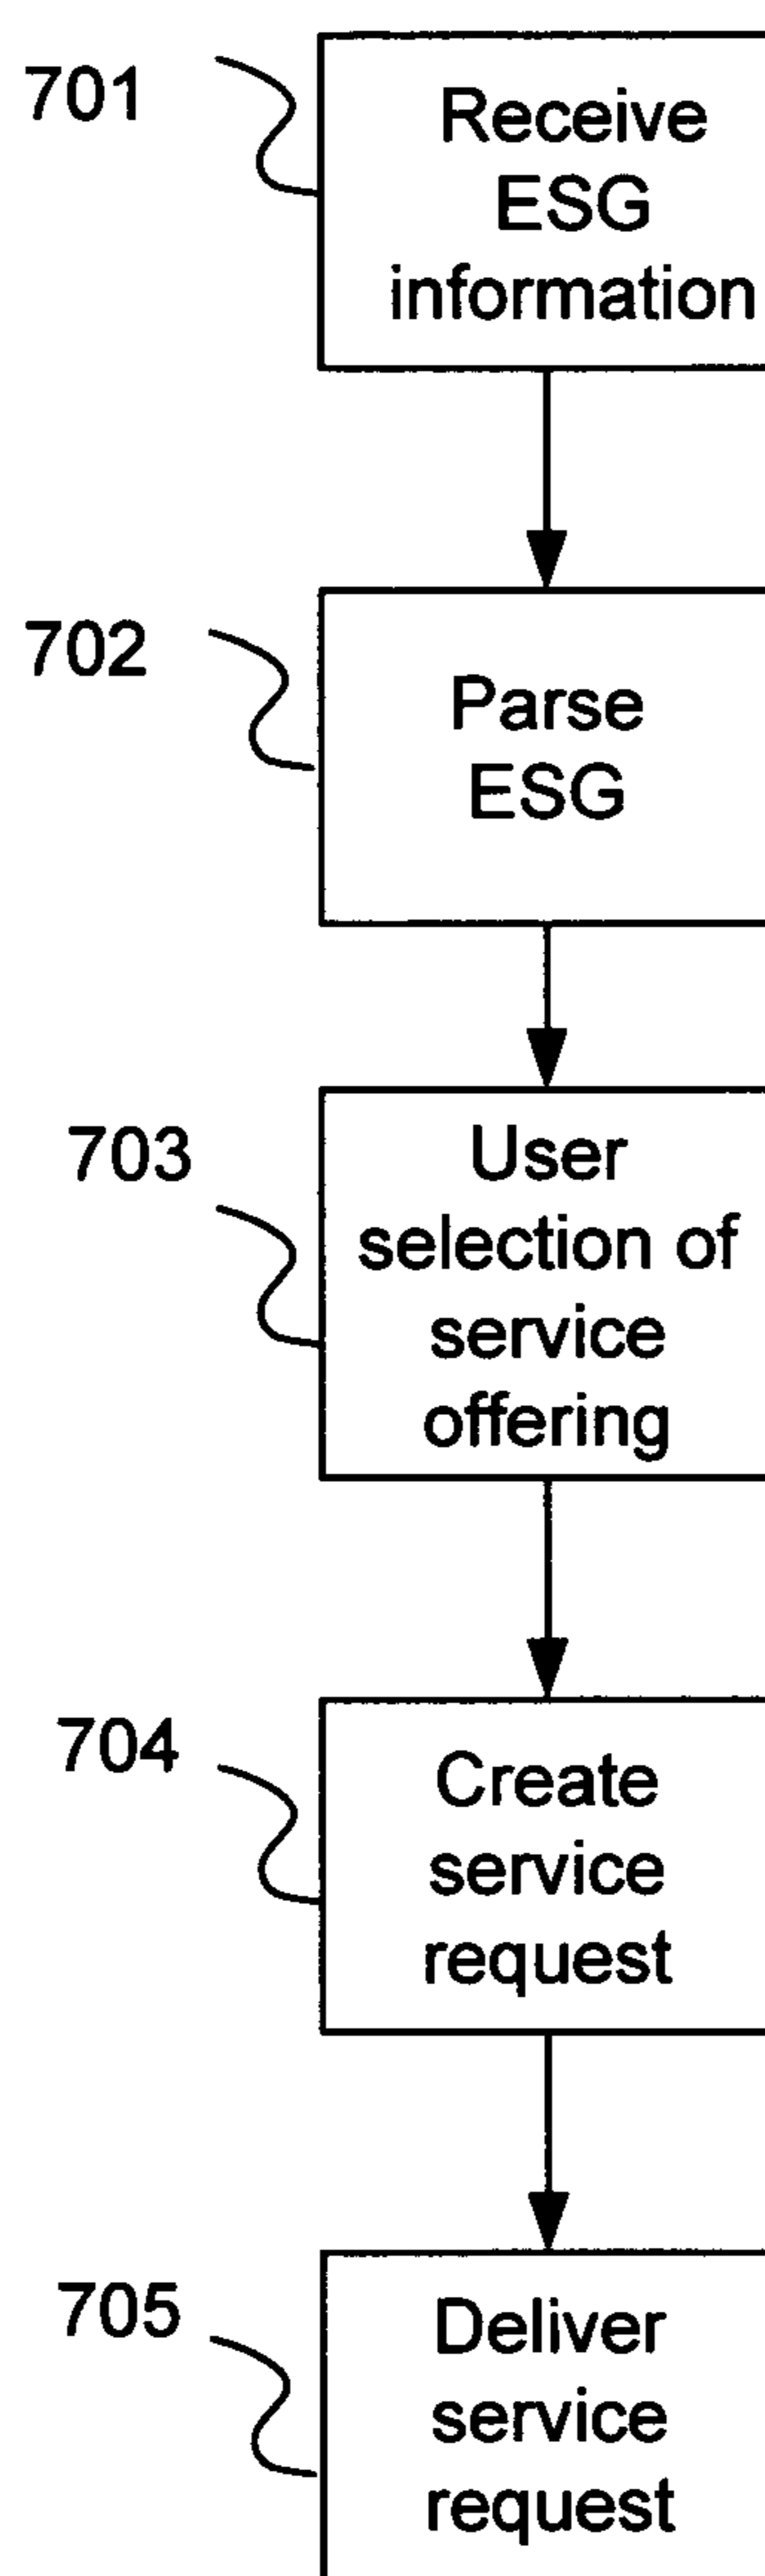 701
Receive
ESG
information
702
Parse
ESG
703
User
selection of
service
offering
704
Create
service
request
705
Deliver
service
request